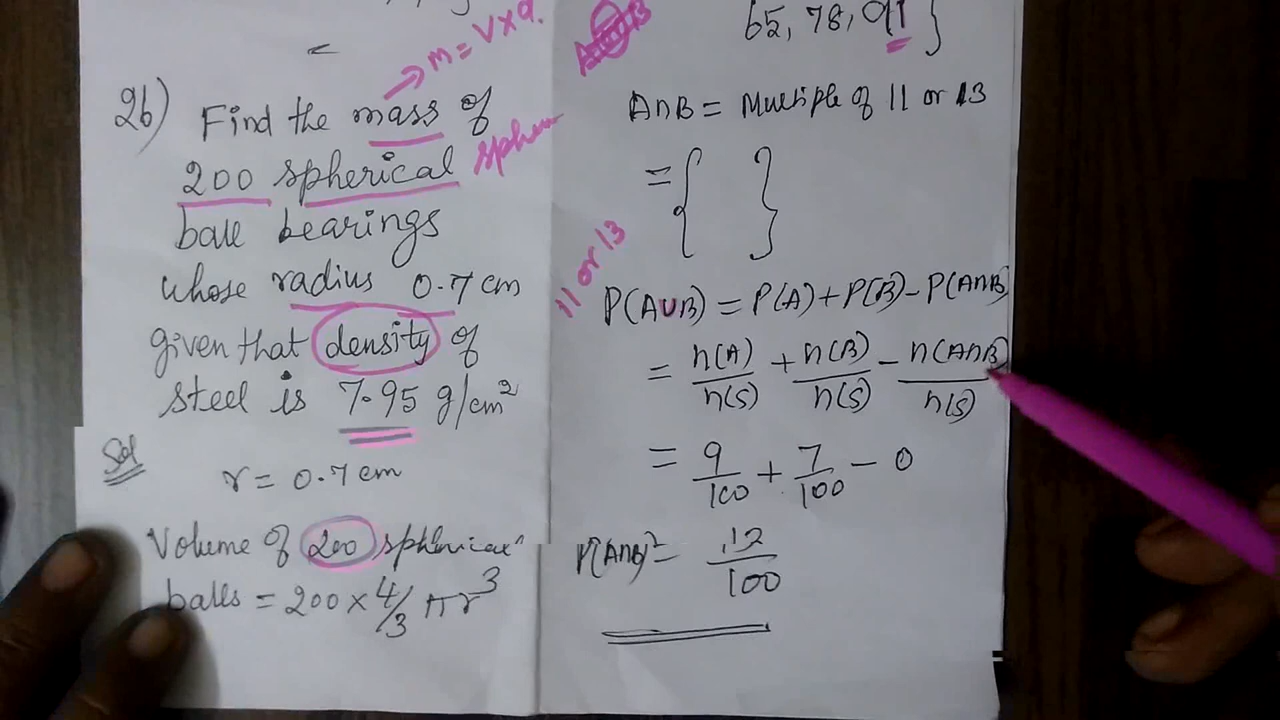 m = V x d.
26) Find the mass of
200 spherical
ball bearings
whose radius 0.7 cm
given that density of
steel is 7.95 g/cm²
Sol
r = 0.7 cm
Volume of 200 spherical
balls = 200 x 4/3 πr³
65, 78, 91 }
A∩B = Multiple of 11 or 13
= { }
11 or 13
P(A∪B) = P(A) + P(B) - P(A∩B)
= n(A)/n(S) + n(B)/n(S) - n(A∩B)/n(S)
= 9/100 + 7/100 - 0
P(A∩B) = 12/100